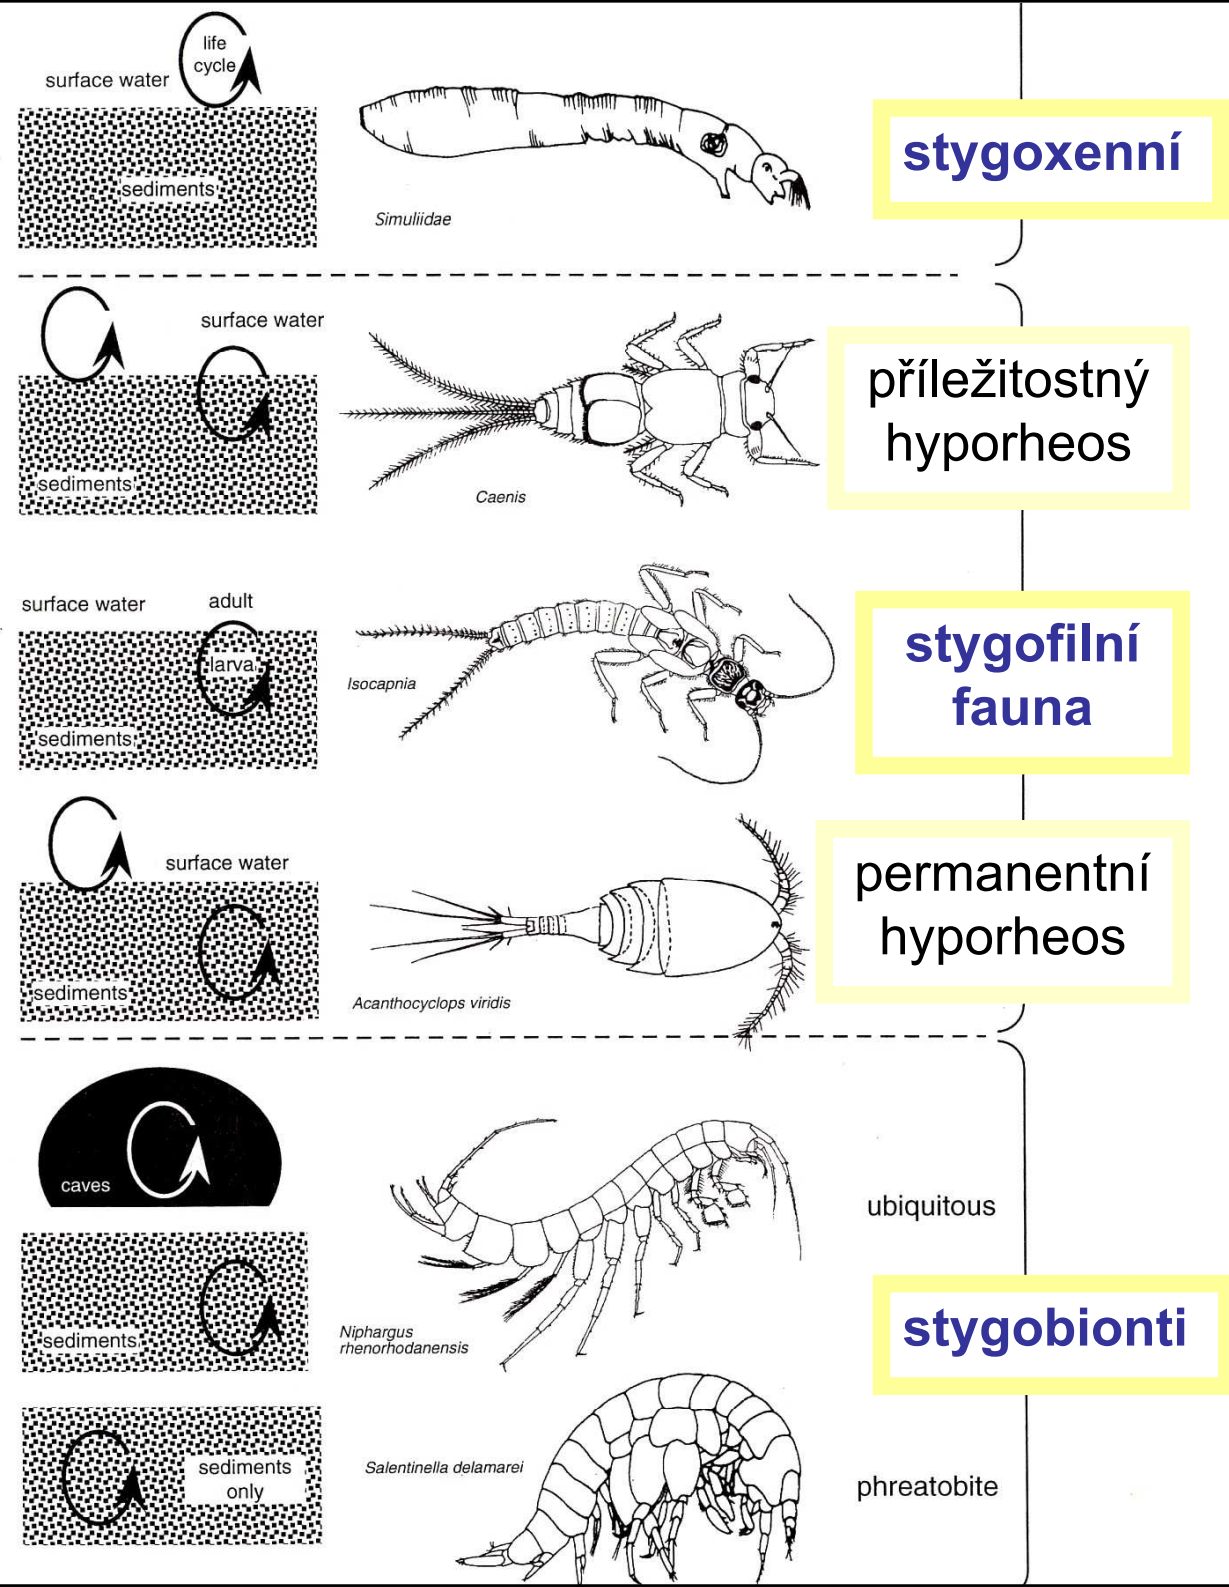 life
cycle
surface water
sediments
Simuliidae
stygoxenní
surface water
sediments
Caenis
příležitostný
hyporheos
surface water
adult
larva
sediments
Isocapnia
stygofilní
fauna
surface water
sediments
Acanthocyclops viridis
permanentní
hyporheos
caves
sediments
Niphargus
rhenorhodanensis
ubiquitous
stygobionti
sediments
only
Salentinella delamarei
phreatobite